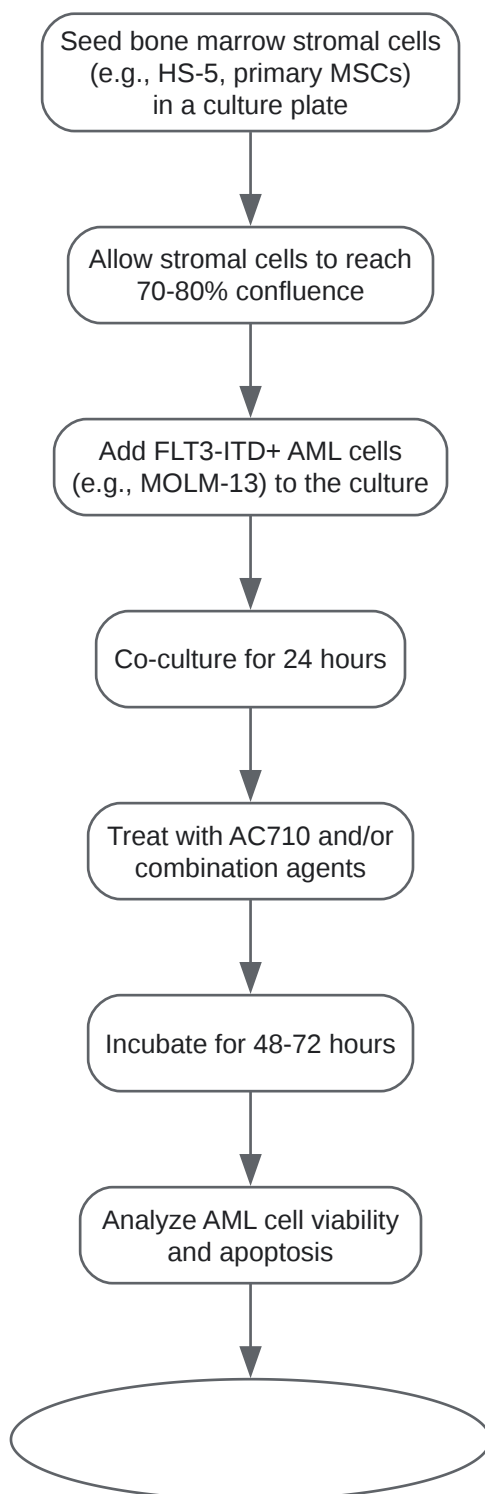 Seed bone marrow stromal cells
(e.g., HS-5, primary MSCs)
in a culture plate
Allow stromal cells to reach
70-80% confluence
Add FLT3-ITD+ AML cells
(e.g., MOLM-13) to the culture
Co-culture for 24 hours
Treat with AC710 and/or
combination agents
Incubate for 48-72 hours
Analyze AML cell viability
and apoptosis